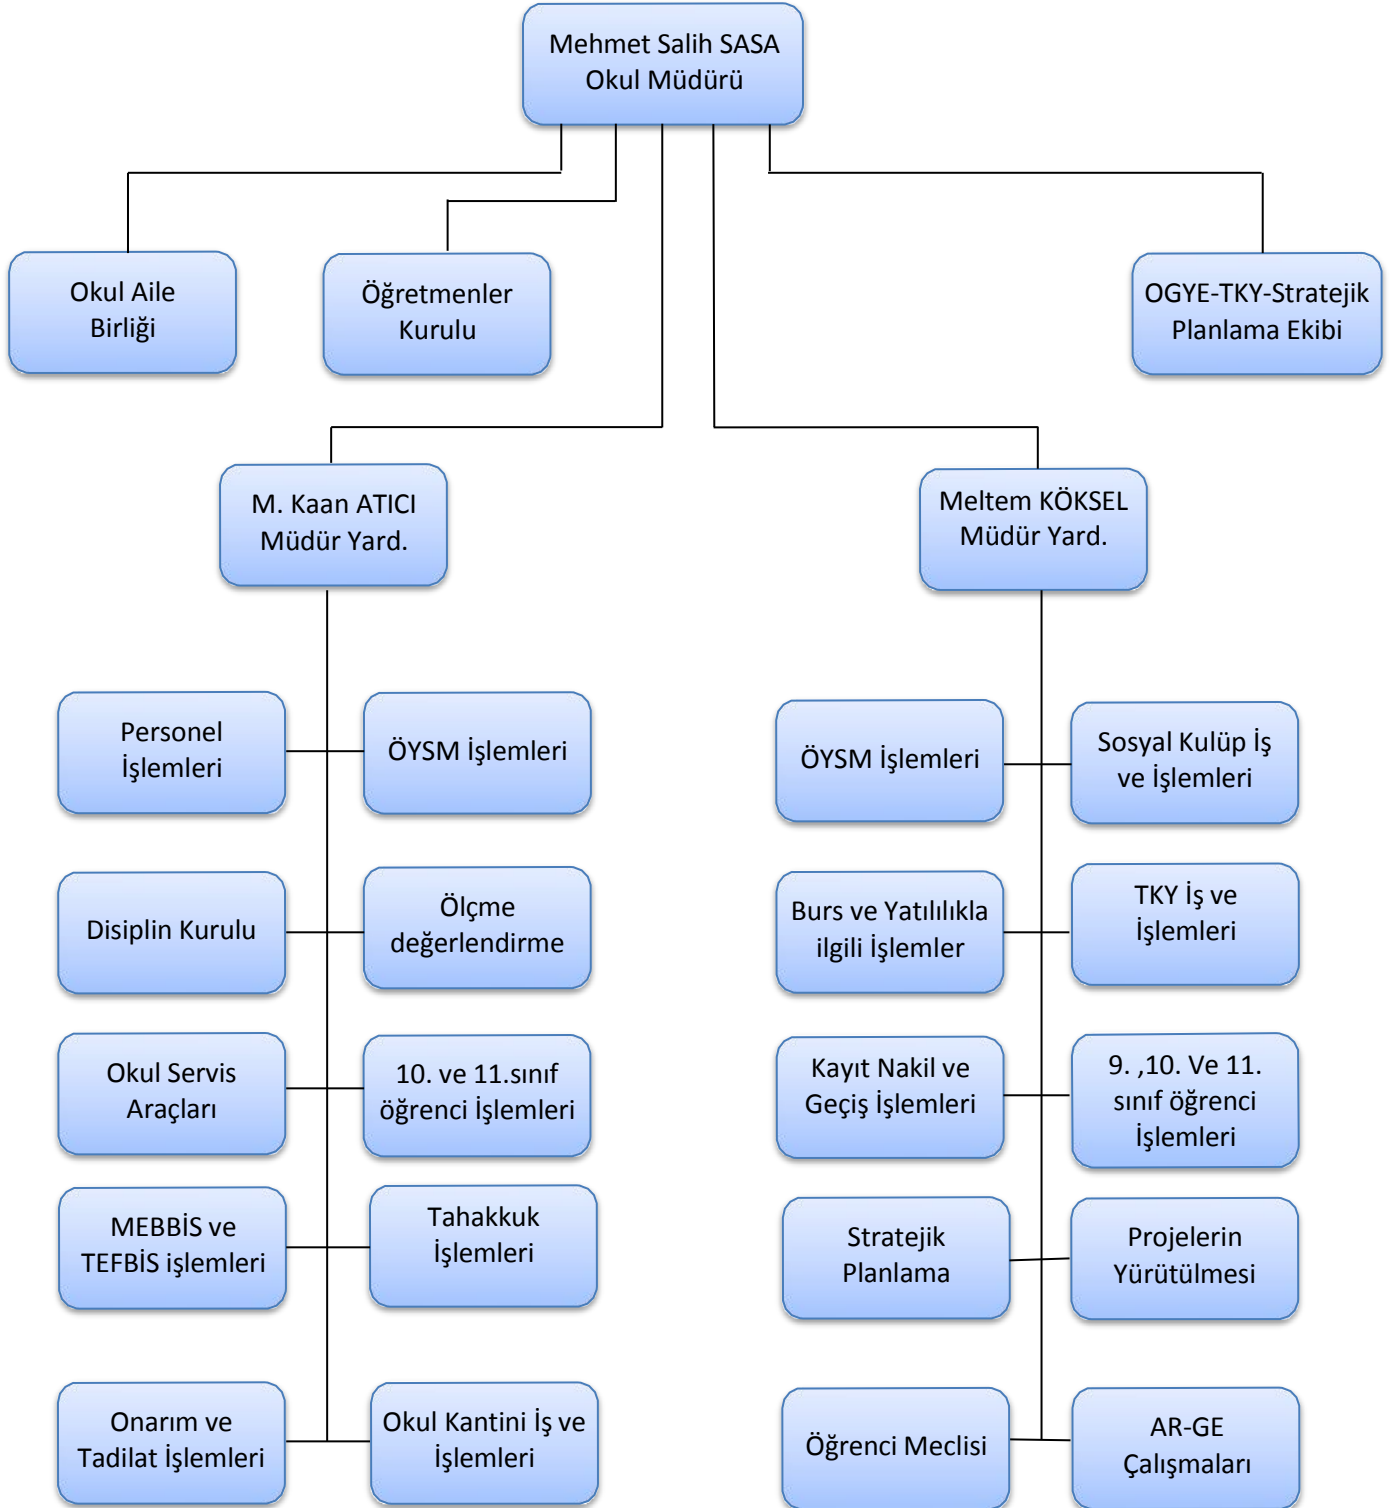 Mehmet Salih SASA
Okul Müdürü
Okul Aile
Birliği
Öğretmenler
Kurulu
OGYE-TKY-Stratejik
Planlama Ekibi
M. Kaan ATICI
Müdür Yard.
Meltem KÖKSEL
Müdür Yard.
Personel
İşlemleri
ÖYSM İşlemleri
ÖYSM İşlemleri
Sosyal Kulüp İş
ve İşlemleri
Disiplin Kurulu
Ölçme
değerlendirme
Burs ve Yatılılıkla
ilgili İşlemler
TKY İş ve
İşlemleri
Okul Servis
Araçları
10. ve 11.sınıf
öğrenci İşlemleri
Kayıt Nakil ve
Geçiş İşlemleri
9. ,10. Ve 11.
sınıf öğrenci
İşlemleri
MEBBİS ve
TEFBİS işlemleri
Tahakkuk
İşlemleri
Stratejik
Planlama
Projelerin
Yürütülmesi
Onarım ve
Tadilat İşlemleri
Okul Kantini İş ve
İşlemleri
Öğrenci Meclisi
AR-GE
Çalışmaları